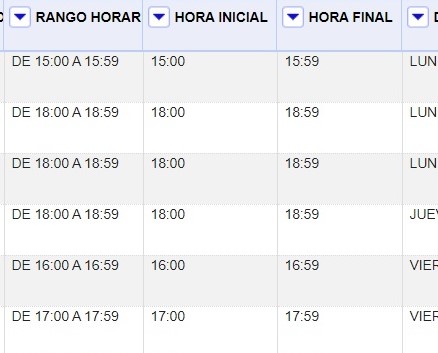 RANGO HORAR HORA INICIAL HORA FINAL
DE 15:00 A 15:59 15:00 15:59 LUN
DE 18:00 A 18:59 18:00 18:59 LUN
DE 18:00 A 18:59 18:00 18:59 LUN
DE 18:00 A 18:59 18:00 18:59 JUEV
DE 16:00 A 16:59 16:00 16:59 VIER
DE 17:00 A 17:59 17:00 17:59 VIER